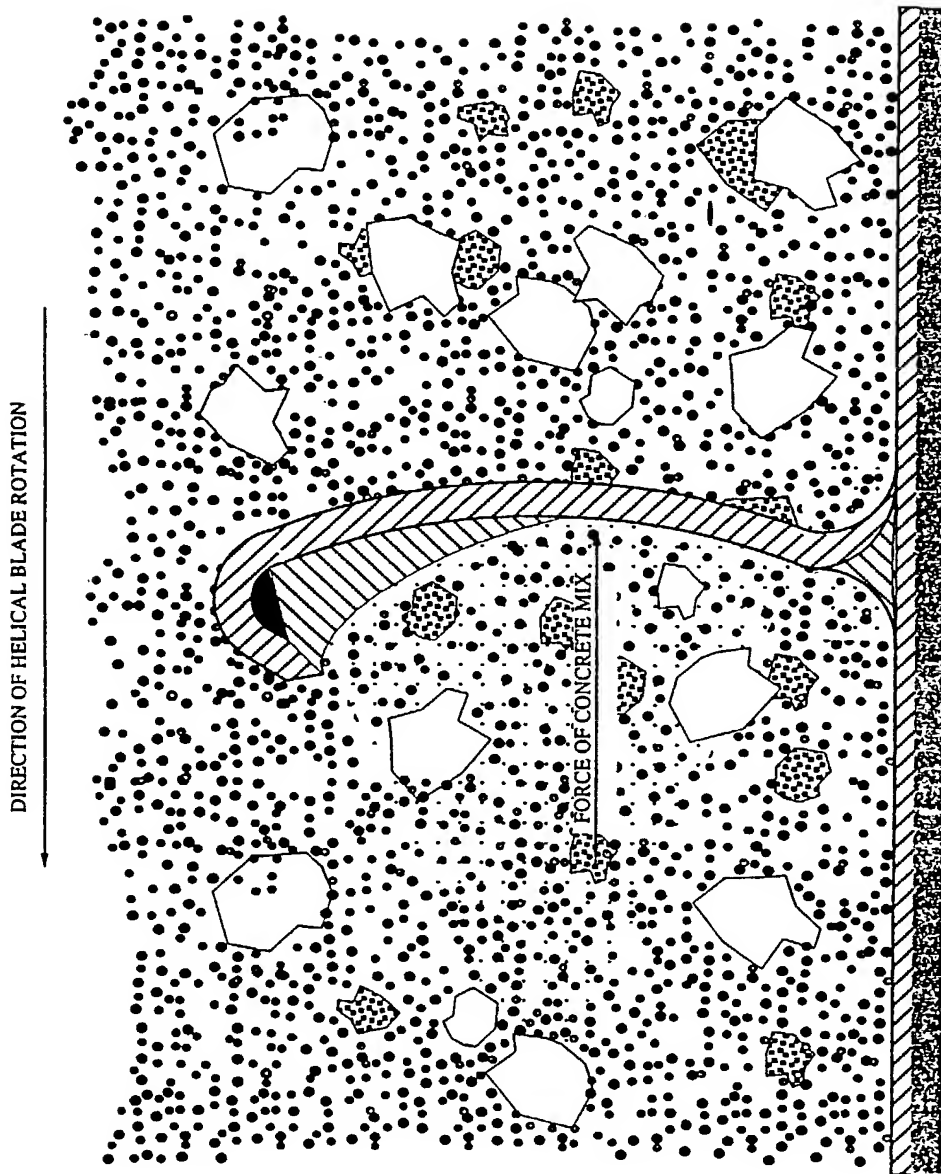 DIRECTION OF HELICAL BLADE ROTATION
FORCE OF CONCRETE MIX